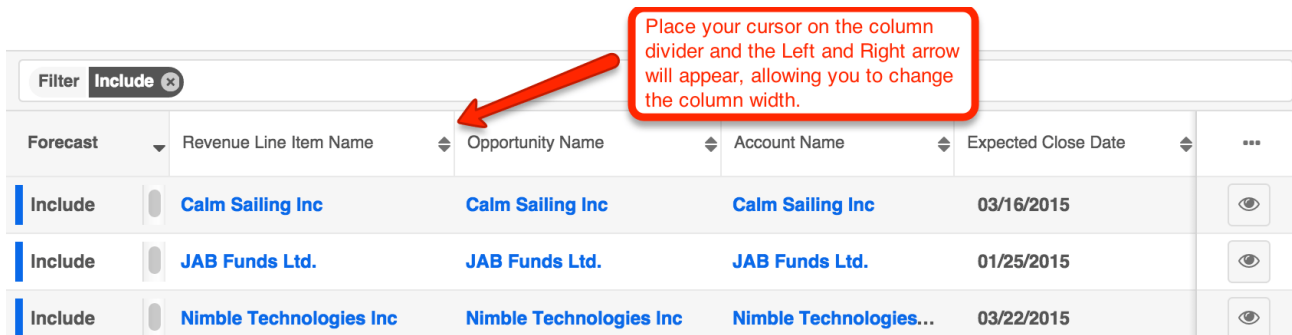 Place your cursor on the column
divider and the Left and Right arrow
will appear, allowing you to change
the column width.
Filter Include
Forecast Revenue Line Item Name Opportunity Name Account Name Expected Close Date
Include Calm Sailing Inc Calm Sailing Inc Calm Sailing Inc 03/16/2015
Include JAB Funds Ltd. JAB Funds Ltd. JAB Funds Ltd. 01/25/2015
Include Nimble Technologies Inc Nimble Technologies Inc Nimble Technologies... 03/22/2015